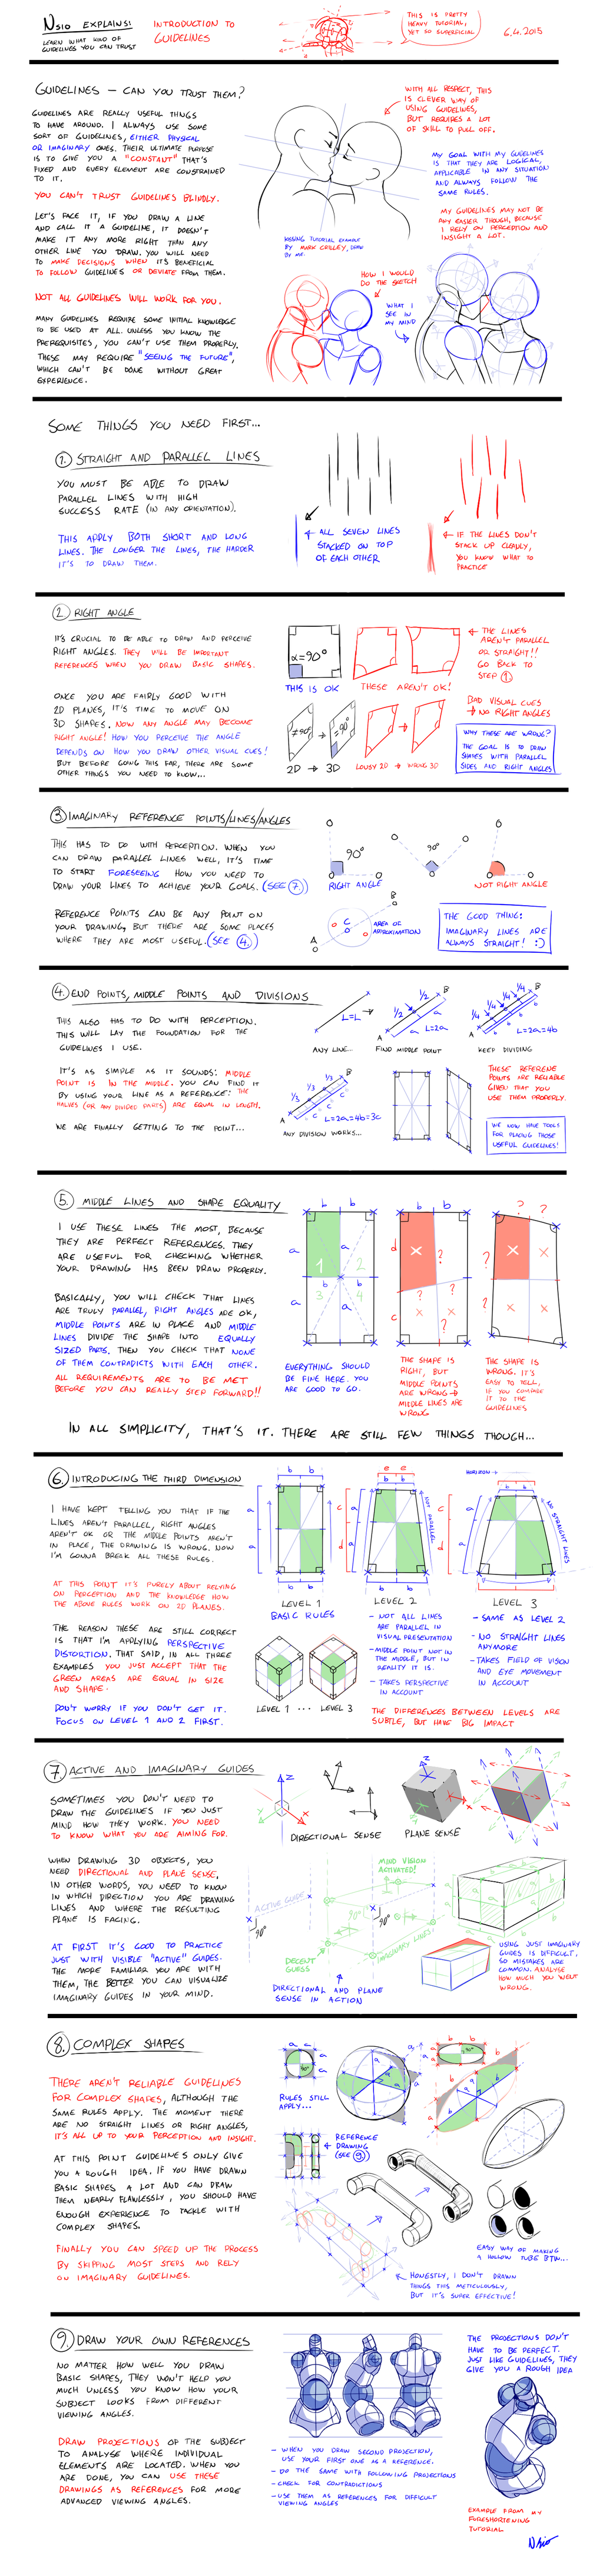 NSIO EXPLAINS!
LEARN WHAT KIND OF
GUIDELINES YOU CAN TRUST
INTRODUCTION TO
GUIDELINES
THIS IS PRETTY
HEAVY TUTORIAL,
YET SO SUPERFICIAL
6.4.2015
GUIDELINES – CAN YOU TRUST THEM?
GUIDELINES ARE REALLY USEFUL THINGS
TO HAVE AROUND. I ALWAYS USE SOME
SORT OF GUIDELINES, EITHER PHYSICAL
OR IMAGINARY ONES. THEIR ULTIMATE PURPOSE
IS TO GIVE YOU A "CONSTANT" THAT'S
FIXED AND EVERY ELEMENT ARE CONSTRAINED
TO IT.
YOU CAN'T TRUST GUIDELINES BLINDLY.
LET'S FACE IT, IF YOU DRAW A LINE
AND CALL IT A GUIDELINE, IT DOESN'T
MAKE IT ANY MORE RIGHT THAN ANY
OTHER LINE YOU DRAW. YOU WILL NEED
TO MAKE DECISIONS WHEN IT'S BENEFICIAL
TO FOLLOW GUIDELINES OR DEVIATE FROM THEM.
NOT ALL GUIDELINES WILL WORK FOR YOU.
MANY GUIDELINES REQUIRE SOME INITIAL KNOWLEDGE
TO BE USED AT ALL. UNLESS YOU KNOW THE
PREREQUISITES, YOU CAN'T USE THEM PROPERLY.
THESE MAY REQUIRE "SEEING THE FUTURE",
WHICH CAN'T BE DONE WITHOUT GREAT
EXPERIENCE.
WITH ALL RESPECT, THIS
IS CLEVER WAY OF
USING GUIDELINES,
BUT REQUIRES A LOT
OF SKILL TO PULL OFF.
MY GOAL WITH MY GUIDELINES
IS THAT THEY ARE LOGICAL,
APPLICABLE IN ANY SITUATION
AND ALWAYS FOLLOW THE
SAME RULES.
MY GUIDELINES MAY NOT BE
ANY EASIER THOUGH, BECAUSE
I RELY ON PERCEPTION AND
INSIGHT A LOT.
KISSING TUTORIAL EXAMPLE
BY MARK CRILLEY, DRAW
BY ME.
HOW I WOULD
DO THE SKETCH
WHAT I
SEE IN
MY MIND
SOME THINGS YOU NEED FIRST...
1. STRAIGHT AND PARALLEL LINES
YOU MUST BE ABLE TO DRAW
PARALLEL LINES WITH HIGH
SUCCESS RATE (IN ANY ORIENTATION).
THIS APPLY BOTH SHORT AND LONG
LINES. THE LONGER THE LINES, THE HARDER
IT'S TO DRAW THEM.
ALL SEVEN LINES
STACKED ON TOP
OF EACH OTHER
IF THE LINES DON'T
STACK UP CLEANLY,
YOU KNOW WHAT TO
PRACTICE
2. RIGHT ANGLE
IT'S CRUCIAL TO BE ABLE TO DRAW AND PERCEIVE
RIGHT ANGLES. THEY WILL BE IMPORTANT
REFERENCES WHEN YOU DRAW BASIC SHAPES.
ONCE YOU ARE FAIRLY GOOD WITH
2D PLANES, IT'S TIME TO MOVE ON
3D SHAPES. NOW ANY ANGLE MAY BECOME
RIGHT ANGLE! HOW YOU PERCEIVE THE ANGLE
DEPENDS ON HOW YOU DRAW OTHER VISUAL CUES!
BUT BEFORE GOING THIS FAR, THERE ARE SOME
OTHER THINGS YOU NEED TO KNOW...
α=90°
THIS IS OK
THESE AREN'T OK!
THE LINES
AREN'T PARALLEL
OR STRAIGHT!!
GO BACK TO
STEP 1
≠90°
=90°
2D → 3D
LOUSY 2D → WRONG 3D
BAD VISUAL CUES
→ NO RIGHT ANGLES
WHY THESE ARE WRONG?
THE GOAL IS TO DRAW
SHAPES WITH PARALLEL
SIDES AND RIGHT ANGLES
3 IMAGINARY REFERENCE POINTS/LINES/ANGLES
THIS HAS TO DO WITH PERCEPTION. WHEN YOU
CAN DRAW PARALLEL LINES WELL, IT'S TIME
TO START FORESEEING HOW YOU NEED TO
DRAW YOUR LINES TO ACHIEVE YOUR GOALS. (SEE 7.)
REFERENCE POINTS CAN BE ANY POINT ON
YOUR DRAWING, BUT THERE ARE SOME PLACES
WHERE THEY ARE MOST USEFUL. (SEE 4.)
90°
RIGHT ANGLE
90°
NOT RIGHT ANGLE
A
B
C
AREA OF
APPROXIMATION
THE GOOD THING:
IMAGINARY LINES ARE
ALWAYS STRAIGHT! :)
4. END POINTS, MIDDLE POINTS AND DIVISIONS
THIS ALSO HAS TO DO WITH PERCEPTION.
THIS WILL LAY THE FOUNDATION FOR THE
GUIDELINES I USE.
IT'S AS SIMPLE AS IT SOUNDS: MIDDLE
POINT IS IN THE MIDDLE. YOU CAN FIND IT
BY USING YOUR LINE AS A REFERENCE: THE
HALVES (OR ANY DIVIDED PARTS) ARE EQUAL IN LENGTH.
WE ARE FINALLY GETTING TO THE POINT...
L=L
ANY LINE...
1/2 1/2
A B
a a
L=2a
FIND MIDDLE POINT
1/4 1/4 1/4 1/4
A B
b b b b
L=2a=4b
KEEP DIVIDING
1/3 1/3 1/3
A B
c c c
L=2a=4b=3c
ANY DIVISION WORKS...
THESE REFERENE
POINTS ARE RELIABLE
GIVEN THAT YOU
USE THEM PROPERLY.
WE NOW HAVE TOOLS
FOR PLACING THOSE
USEFUL GUIDELINES!
5. MIDDLE LINES AND SHAPE EQUALITY
I USE THESE LINES THE MOST, BECAUSE
THEY ARE PERFECT REFERENCES. THEY
ARE USEFUL FOR CHECKING WHETHER
YOUR DRAWING HAS BEEN DRAW PROPERLY.
BASICALLY, YOU WILL CHECK THAT LINES
ARE TRULY PARALLEL, RIGHT ANGLES ARE OK,
MIDDLE POINTS ARE IN PLACE AND MIDDLE
LINES DIVIDE THE SHAPE INTO EQUALLY
SIZED PARTS. THEN YOU CHECK THAT NONE
OF THEM CONTRADICTS WITH EACH OTHER.
ALL REQUIREMENTS ARE TO BE MET
BEFORE YOU CAN REALLY STEP FORWARD!!
b b
a a
1 2
b b
3 4
a a
EVERYTHING SHOULD
BE FINE HERE. YOU
ARE GOOD TO GO.
b b
d
?
? ?
c
?
THE SHAPE IS
RIGHT, BUT
MIDDLE POINTS
ARE WRONG →
MIDDLE LINES ARE
WRONG
? ?
? ?
? ?
THE SHAPE IS
WRONG. IT'S
EASY TO TELL,
IF YOU COMPARE
IT TO THE
GUIDELINES
IN ALL SIMPLICITY, THAT'S IT. THERE ARE STILL FEW THINGS THOUGH...
6. INTRODUCING THE THIRD DIMENSION
I HAVE KEPT TELLING YOU THAT IF THE
LINES AREN'T PARALLEL, RIGHT ANGLES
AREN'T OK OR THE MIDDLE POINTS AREN'T
IN PLACE, THE DRAWING IS WRONG. NOW
I'M GONNA BREAK ALL THESE RULES.
AT THIS POINT IT'S PURELY ABOUT RELYING
ON PERCEPTION AND THE KNOWLEDGE HOW
THE ABOVE RULES WORK ON 2D PLANES.
THE REASON THESE ARE STILL CORRECT
IS THAT I'M APPLYING PERSPECTIVE
DISTORTION. THAT SAID, IN ALL THREE
EXAMPLES YOU JUST ACCEPT THAT THE
GREEN AREAS ARE EQUAL IN SIZE
AND SHAPE.
DON'T WORRY IF YOU DON'T GET IT.
FOCUS ON LEVEL 1 AND 2 FIRST.
b b
a a
b b
LEVEL 1
BASIC RULES
e e
b b
NOT PARALLEL
c
d
b b
LEVEL 2
- NOT ALL LINES
ARE PARALLEL IN
VISUAL PRESENTATION
- MIDDLE POINT NOT IN
THE MIDDLE, BUT IN
REALITY IT IS.
- TAKES PERSPECTIVE
IN ACCOUNT
HORIZON →
b b
NO STRAIGHT LINES
c
d
LEVEL 3
- SAME AS LEVEL 2
- NO STRAIGHT LINES
ANYMORE
- TAKES FIELD OF VISION
AND EYE MOVEMENT
IN ACCOUNT
LEVEL 1 ... LEVEL 3
THE DIFFERENCES BETWEEN LEVELS ARE
SUBTLE, BUT HAVE BIG IMPACT
7 ACTIVE AND IMAGINARY GUIDES
SOMETIMES YOU DON'T NEED TO
DRAW THE GUIDELINES IF YOU JUST
MIND HOW THEY WORK. YOU NEED
TO KNOW WHAT YOU ARE AIMING FOR.
WHEN DRAWING 3D OBJECTS, YOU
NEED DIRECTIONAL AND PLANE SENSE,
IN OTHER WORDS, YOU NEED TO KNOW
IN WHICH DIRECTION YOU ARE DRAWING
LINES AND WHERE THE RESULTING
PLANE IS FACING.
AT FIRST IT'S GOOD TO PRACTICE
JUST WITH VISIBLE "ACTIVE" GUIDES.
THE MORE FAMILIAR YOU ARE WITH
THEM, THE BETTER YOU CAN VISUALIZE
IMAGINARY GUIDES IN YOUR MIND.
Z
Y X
DIRECTIONAL SENSE
Z
Y X
PLANE SENSE
MIND VISION
ACTIVATED!
ACTIVE GUIDE
90°
90°
90°
DECENT
GUESS
IMAGINARY LINES!
DIRECTIONAL AND PLANE
SENSE IN ACTION
USING JUST IMAGINARY
GUIDES IS DIFFICULT,
SO MISTAKES ARE
COMMON. ANALYSE
HOW MUCH YOU WENT
WRONG.
8. COMPLEX SHAPES
THERE AREN'T RELIABLE GUIDELINES
FOR COMPLEX SHAPES, ALTHOUGH THE
SAME RULES APPLY. THE MOMENT THERE
ARE NO STRAIGHT LINES OR RIGHT ANGLES,
IT'S ALL UP TO YOUR PERCEPTION AND INSIGHT.
AT THIS POINT GUIDELINES ONLY GIVE
YOU A ROUGH IDEA. IF YOU HAVE DRAWN
BASIC SHAPES A LOT AND CAN DRAW
THEM NEARLY FLAWLESSLY, YOU SHOULD HAVE
ENOUGH EXPERIENCE TO TACKLE WITH
COMPLEX SHAPES.
FINALLY YOU CAN SPEED UP THE PROCESS
BY SKIPPING MOST STEPS AND RELY
ON IMAGINARY GUIDELINES.
RULES STILL
APPLY...
REFERENCE
DRAWING
(SEE 9.)
EASY WAY OF MAKING
A HOLLOW TUBE BTW...
HONESTLY, I DON'T DRAWN
THINGS THIS METICULOUSLY,
BUT IT'S SUPER EFFECTIVE!
9. DRAW YOUR OWN REFERENCES
NO MATTER HOW WELL YOU DRAW
BASIC SHAPES, THEY WON'T HELP YOU
MUCH UNLESS YOU KNOW HOW YOUR
SUBJECT LOOKS FROM DIFFERENT
VIEWING ANGLES.
DRAW PROJECTIONS OF THE SUBJECT
TO ANALYSE WHERE INDIVIDUAL
ELEMENTS ARE LOCATED. WHEN YOU
ARE DONE, YOU CAN USE THESE
DRAWINGS AS REFERENCES FOR MORE
ADVANCED VIEWING ANGLES.
- WHEN YOU DRAW SECOND PROJECTION,
USE YOUR FIRST ONE AS A REFERENCE.
- DO THE SAME WITH FOLLOWING PROJECTIONS
- CHECK FOR CONTRADICTIONS
- USE THEM AS REFERENCES FOR DIFFICULT
VIEWING ANGLES
THE PROJECTIONS DON'T
HAVE TO BE PERFECT.
JUST LIKE GUIDELINES, THEY
GIVE YOU A ROUGH IDEA
EXAMPLE FROM MY
FORESHORTENING
TUTORIAL
Nsio